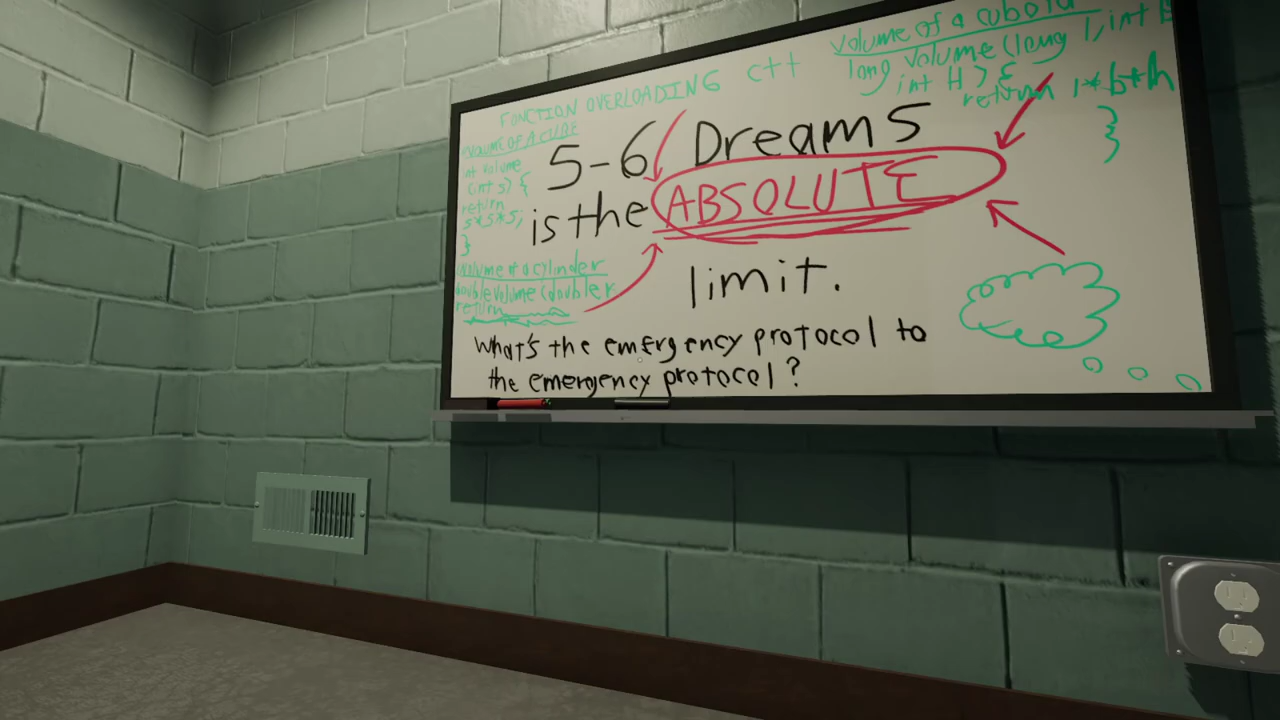 FONCTION OVERLOADING C++
volume of a cuboid
long volume (long l, int b
int H) {
return l*b*h
}
VOLUME OF A CUBE
int volume
(int s) {
return
s*s*s;
}
volume of a cylinder
double volume (double r
return
5-6 Dreams
is the ABSOLUTE
limit.
What's the emergency protocol to
the emergency protocol?